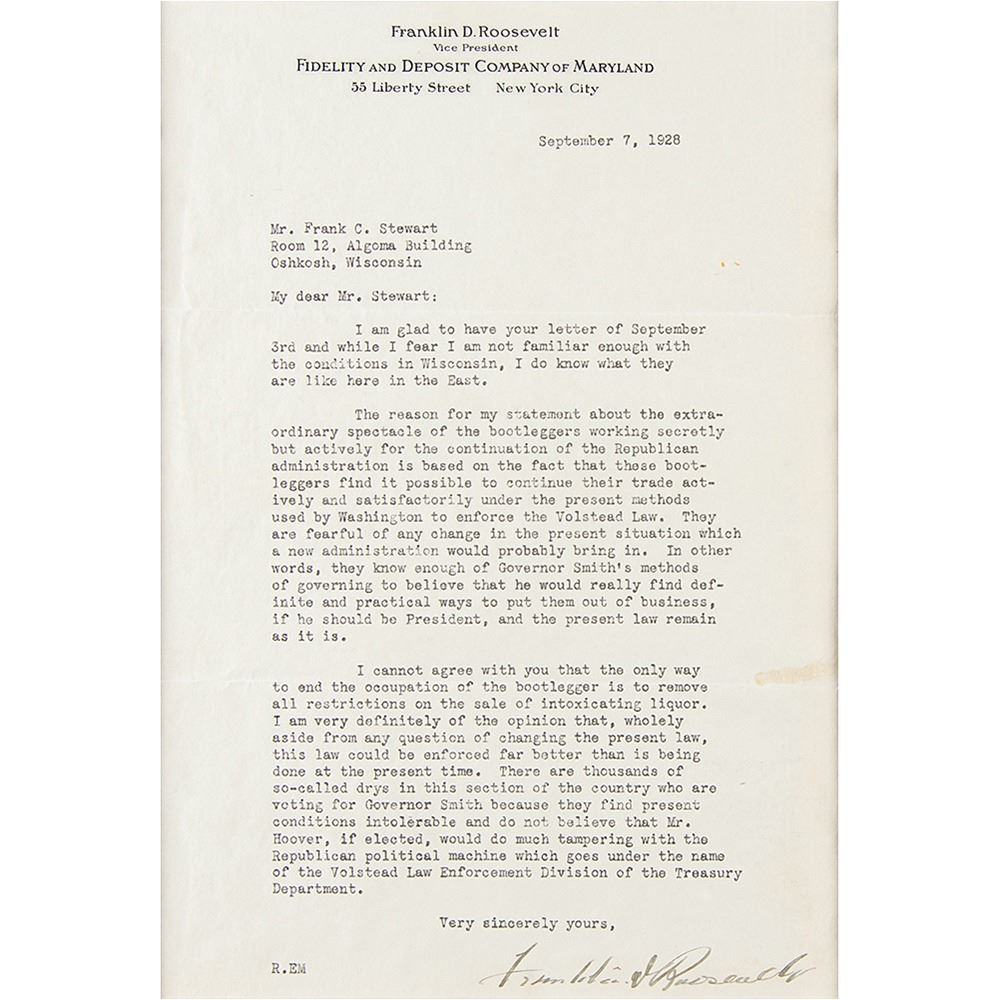 Franklin D. Roosevelt
Vice President
FIDELITY AND DEPOSIT COMPANY OF MARYLAND
55 Liberty Street New York City
September 7, 1928
Mr. Frank C. Stewart
Room 12, Algoma Building
Oshkosh, Wisconsin
My dear Mr. Stewart:
I am glad to have your letter of September
3rd and while I fear I am not familiar enough with
the conditions in Wisconsin, I do know what they
are like here in the East.
The reason for my statement about the extra-
ordinary spectacle of the bootleggers working secretly
but actively for the continuation of the Republican
administration is based on the fact that these boot-
leggers find it possible to continue their trade act-
ively and satisfactorily under the present methods
used by Washington to enforce the Volstead Law. They
are fearful of any change in the present situation which
a new administration would probably bring in. In other
words, they know enough of Governor Smith's methods
of governing to believe that he would really find def-
inite and practical ways to put them out of business,
if he should be President, and the present law remain
as it is.
I cannot agree with you that the only way
to end the occupation of the bootlegger is to remove
all restrictions on the sale of intoxicating liquor.
I am very definitely of the opinion that, wholely
aside from any question of changing the present law,
this law could be enforced far better than is being
done at the present time. There are thousands of
so-called drys in this section of the country who are
voting for Governor Smith because they find present
conditions intolerable and do not believe that Mr.
Hoover, if elected, would do much tampering with the
Republican political machine which goes under the name
of the Volstead Law Enforcement Division of the Treasury
Department.
Very sincerely yours,
R.EM
Franklin D Roosevelt